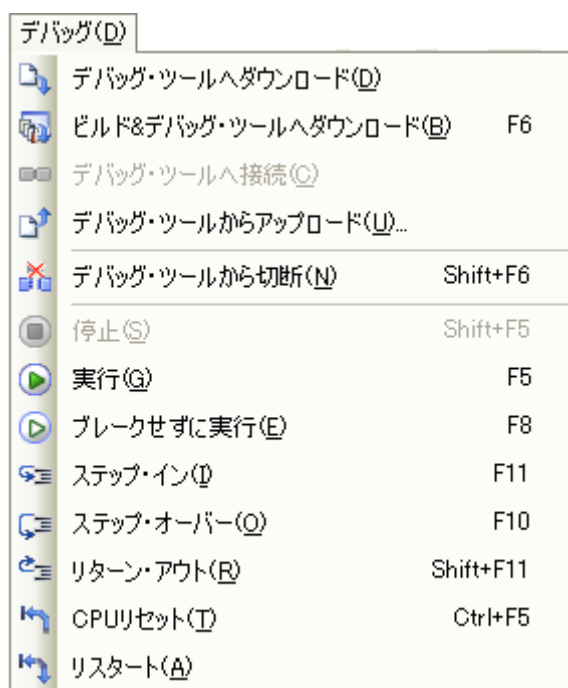 デバッグ(D)
デバッグ・ツールへダウンロード(D)
ビルド&デバッグ・ツールへダウンロード(B) F6
デバッグ・ツールへ接続(C)
デバッグ・ツールからアップロード(U)...
デバッグ・ツールから切断(N) Shift+F6
停止(S) Shift+F5
実行(G) F5
ブレークせずに実行(E) F8
ステップ・イン(I) F11
ステップ・オーバー(O) F10
リターン・アウト(R) Shift+F11
CPUリセット(T) Ctrl+F5
リスタート(A)